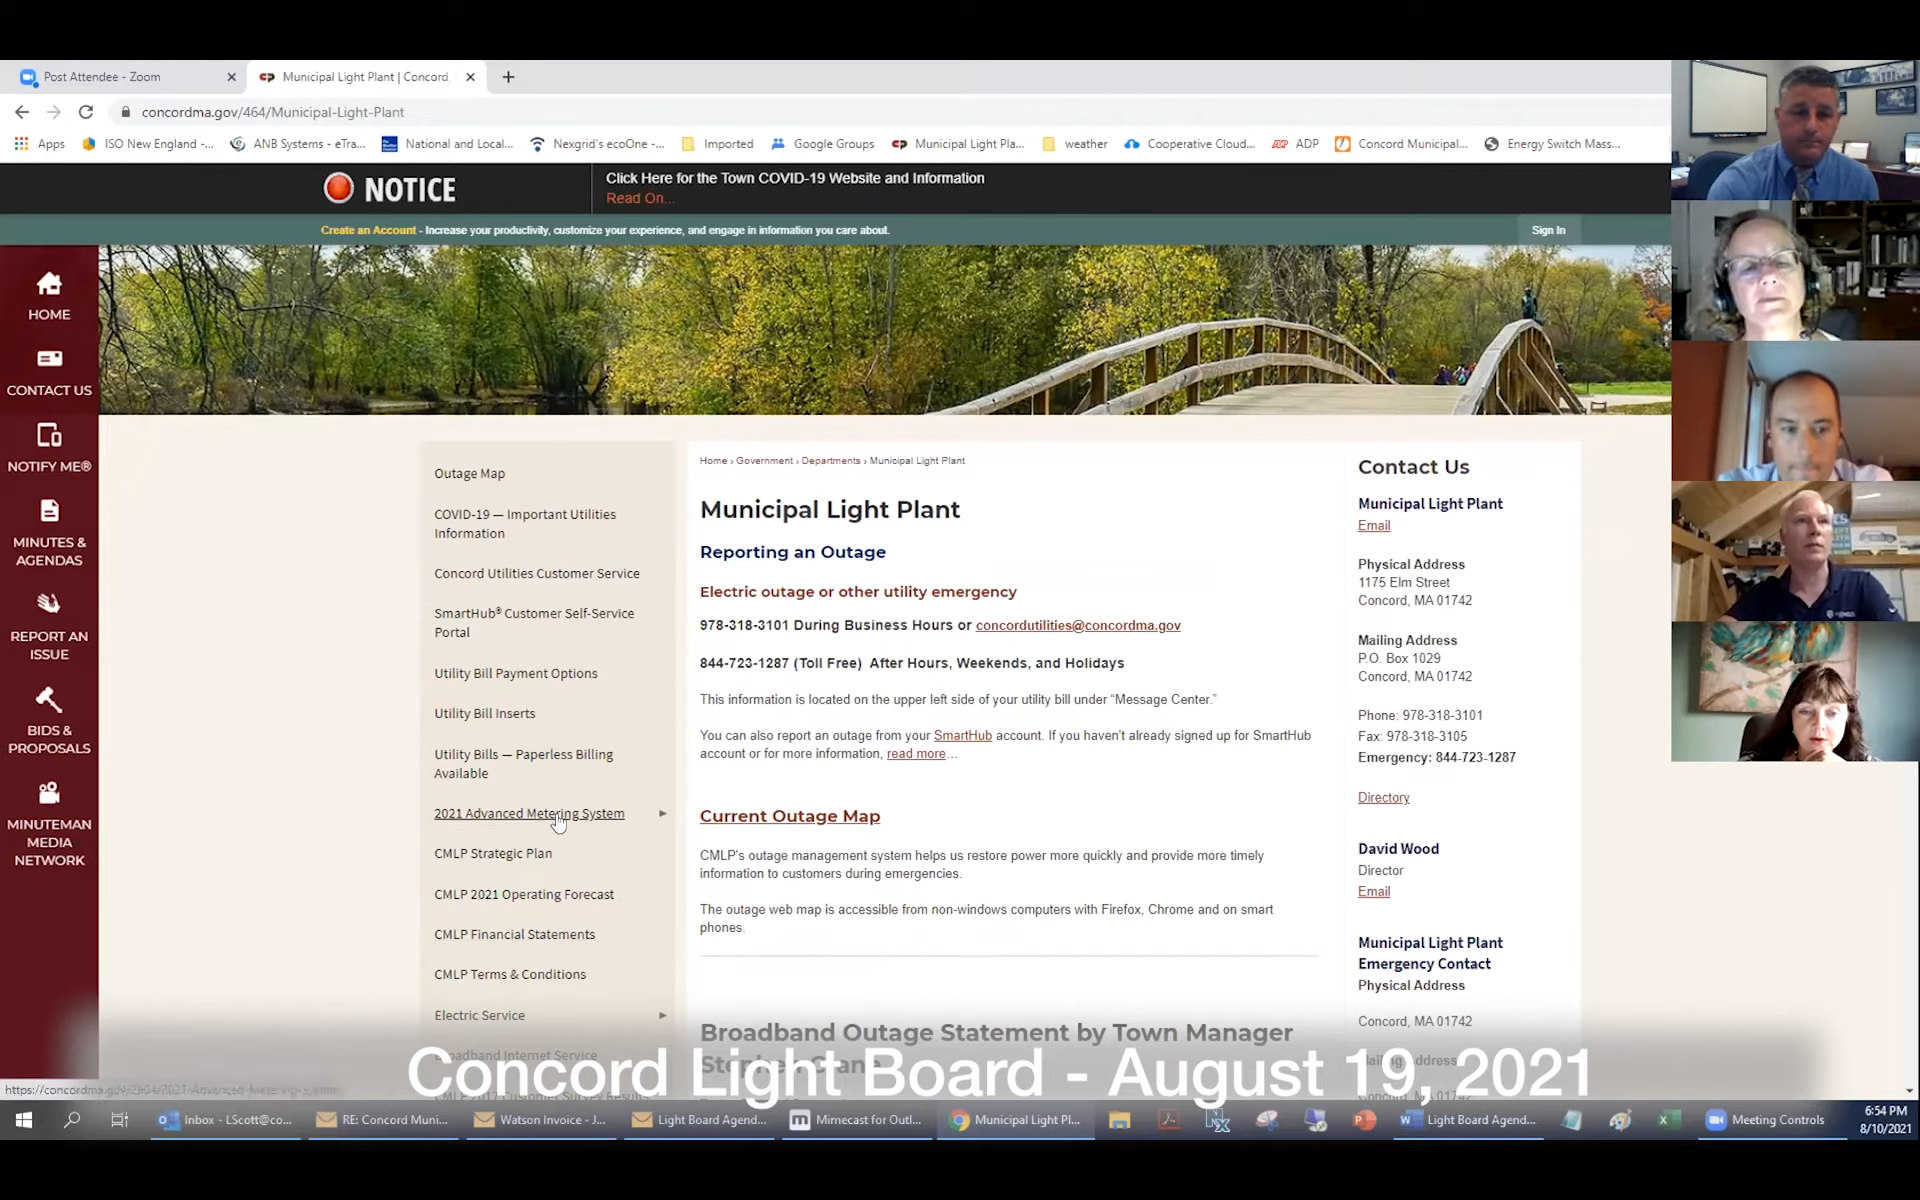 Post Attendee - Zoom
Municipal Light Plant | Concord,
concordma.gov/464/Municipal-Light-Plant
Apps
ISO New England -...
ANB Systems - eTra...
National and Local...
Nexgrid's ecoOne -...
Imported
Google Groups
Municipal Light Pla...
weather
Cooperative Cloud...
ADP
Concord Municipal...
Energy Switch Mass...
NOTICE
Click Here for the Town COVID-19 Website and Information
Read On...
Create an Account - Increase your productivity, customize your experience, and engage in information you care about.
Sign In
HOME
CONTACT US
NOTIFY ME®
MINUTES &
AGENDAS
REPORT AN
ISSUE
BIDS &
PROPOSALS
MINUTEMAN
MEDIA
NETWORK
Outage Map
COVID-19 — Important Utilities
Information
Concord Utilities Customer Service
SmartHub® Customer Self-Service
Portal
Utility Bill Payment Options
Utility Bill Inserts
Utility Bills — Paperless Billing
Available
2021 Advanced Metering System
CMLP Strategic Plan
CMLP 2021 Operating Forecast
CMLP Financial Statements
CMLP Terms & Conditions
Electric Service
Broadband Internet Service
Home › Government › Departments › Municipal Light Plant
Municipal Light Plant
Reporting an Outage
Electric outage or other utility emergency
978-318-3101 During Business Hours or concordutilities@concordma.gov
844-723-1287 (Toll Free) After Hours, Weekends, and Holidays
This information is located on the upper left side of your utility bill under “Message Center.”
You can also report an outage from your SmartHub account. If you haven’t already signed up for SmartHub
account or for more information, read more…
Current Outage Map
CMLP’s outage management system helps us restore power more quickly and provide more timely
information to customers during emergencies.
The outage web map is accessible from non-windows computers with Firefox, Chrome and on smart
phones.
Broadband Outage Statement by Town Manager
Stephen Crane
Contact Us
Municipal Light Plant
Email
Physical Address
1175 Elm Street
Concord, MA 01742
Mailing Address
P.O. Box 1029
Concord, MA 01742
Phone: 978-318-3101
Fax: 978-318-3105
Emergency: 844-723-1287
Directory
David Wood
Director
Email
Municipal Light Plant
Emergency Contact
Physical Address
Concord, MA 01742
Mailing Address
Concord, MA 01742
Concord Light Board - August 19, 2021
Inbox - LScott@co...
RE: Concord Muni...
Watson Invoice - J...
Light Board Agend...
Mimecast for Outl...
Municipal Light Pl...
Light Board Agend...
Meeting Controls
6:54 PM
8/10/2021